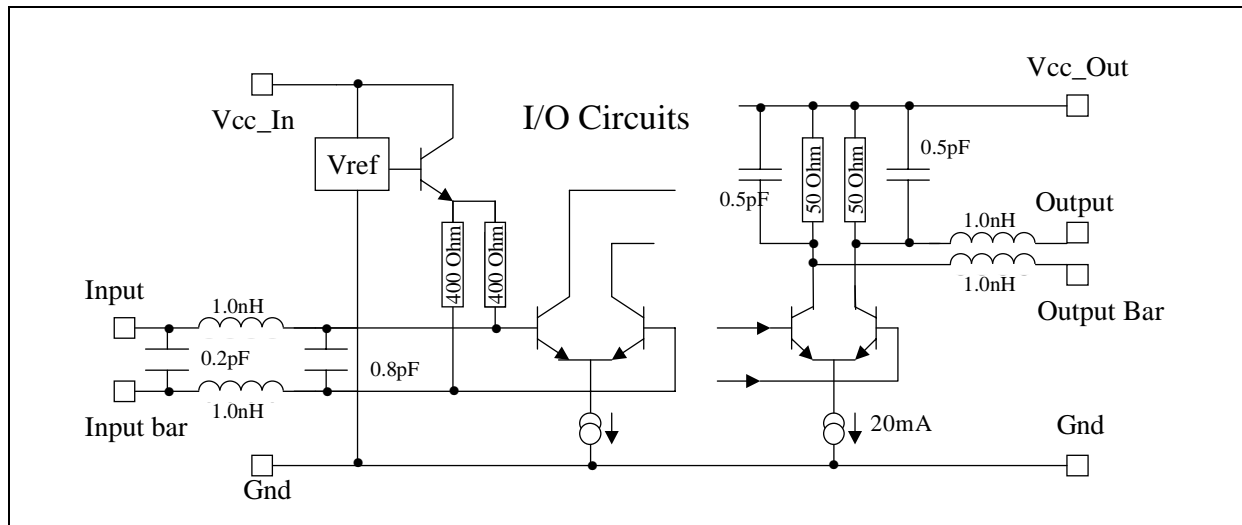 Vcc_Out
Vcc_In
I/O Circuits
Vref
0.5pF
0.5pF
50 Ohm
50 Ohm
1.0nH
Output
1.0nH
Output Bar
400 Ohm
400 Ohm
Input
1.0nH
0.2pF
0.8pF
1.0nH
Input bar
20mA
Gnd
Gnd